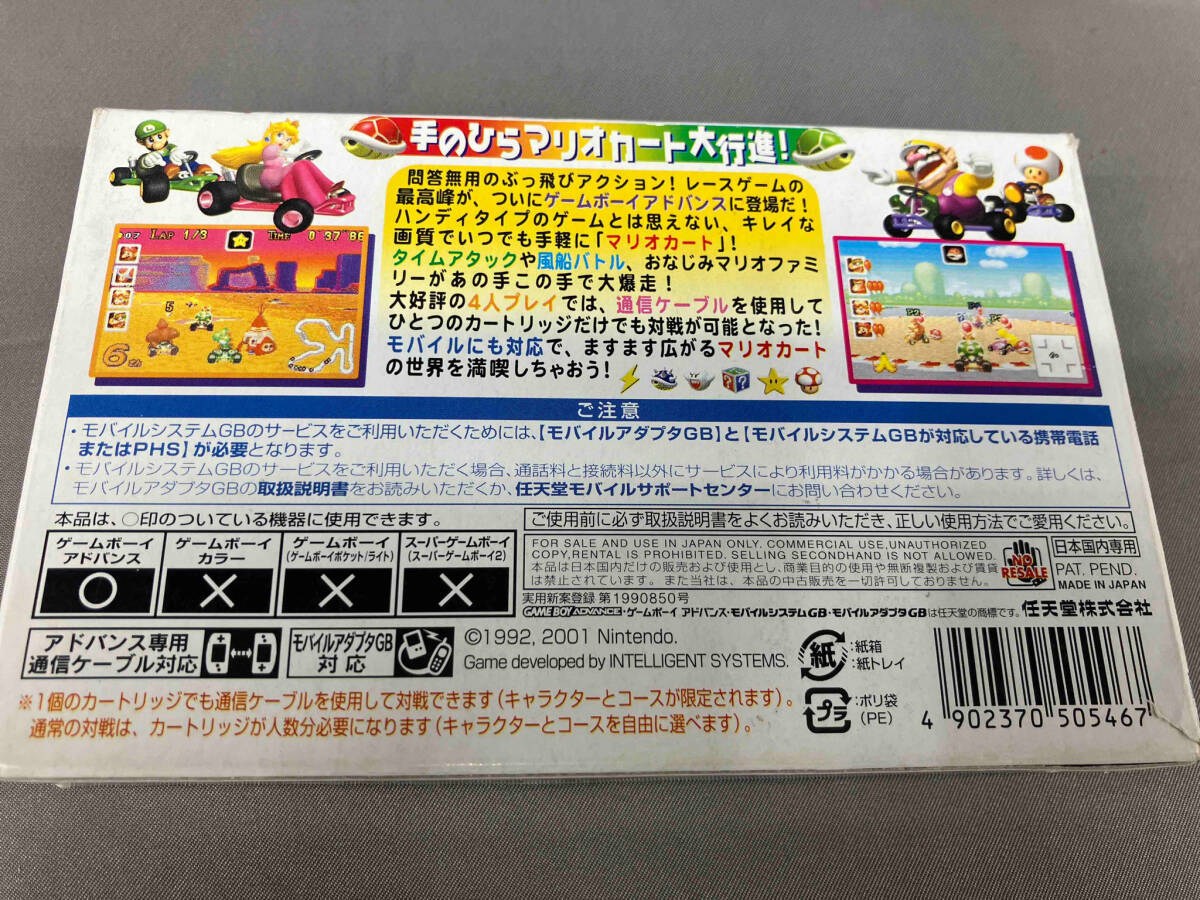 手のひらマリオカート大行進!
問答無用のぶっ飛びアクション!レースゲームの
最高峰が、ついにゲームボーイアドバンスに登場だ!
ハンディタイプのゲームとは思えない、キレイな
画質でいつでも手軽に「マリオカート」!
タイムアタックや風船バトル、おなじみマリオファミ
リーがあの手この手で大爆走!
大好評の4人プレイでは、通信ケーブルを使用して
ひとつのカートリッジだけでも対戦が可能となった!
モバイルにも対応で、ますます広がるマリオカート
の世界を満喫しちゃおう!
LAP 1/3 TIME 0'37"86
5
6th
P2
ご注意
・モバイルシステムGBのサービスをご利用いただくためには、【モバイルアダプタGB】と【モバイルシステムGBが対応している携帯電話
またはPHS】が必要となります。
・モバイルシステムGBのサービスをご利用いただく場合、通話料と接続料以外にサービスにより利用料がかかる場合があります。詳しくは、
モバイルアダプタGBの取扱説明書をお読みいただくか、任天堂モバイルサポートセンターにお問い合わせください。
本品は、○印のついている機器に使用できます。
ゲームボーイ
アドバンス
ゲームボーイ
カラー
ゲームボーイ
(ゲームボーイポケット/ライト)
スーパーゲームボーイ
(スーパーゲームボーイ2)
ご使用前に必ず取扱説明書をよくお読みいただき、正しい使用方法でご愛用ください。
FOR SALE AND USE IN JAPAN ONLY. COMMERCIAL USE,UNAUTHORIZED
COPY,RENTAL IS PROHIBITED. SELLING SECONDHAND IS NOT ALLOWED.
本品は日本国内だけの販売および使用とし、商業目的の使用や無断複製および賃貸
は禁止されています。また当社は、本品の中古販売を一切許可しておりません。
NO
RESALE
日本国内専用
PAT. PEND.
MADE IN JAPAN
実用新案登録 第1990850号
GAME BOY ADVANCE・ゲームボーイ アドバンス・モバイルシステムGB・モバイルアダプタGBは任天堂の商標です。
任天堂株式会社
アドバンス専用
通信ケーブル対応
モバイルアダプタGB
対応
©1992, 2001 Nintendo.
Game developed by INTELLIGENT SYSTEMS.
紙
:紙箱
:紙トレイ
プラ
:ポリ袋
(PE)
※1個のカートリッジでも通信ケーブルを使用して対戦できます(キャラクターとコースが限定されます)。
通常の対戦は、カートリッジが人数分必要になります(キャラクターとコースを自由に選べます)。
4 902370 505467